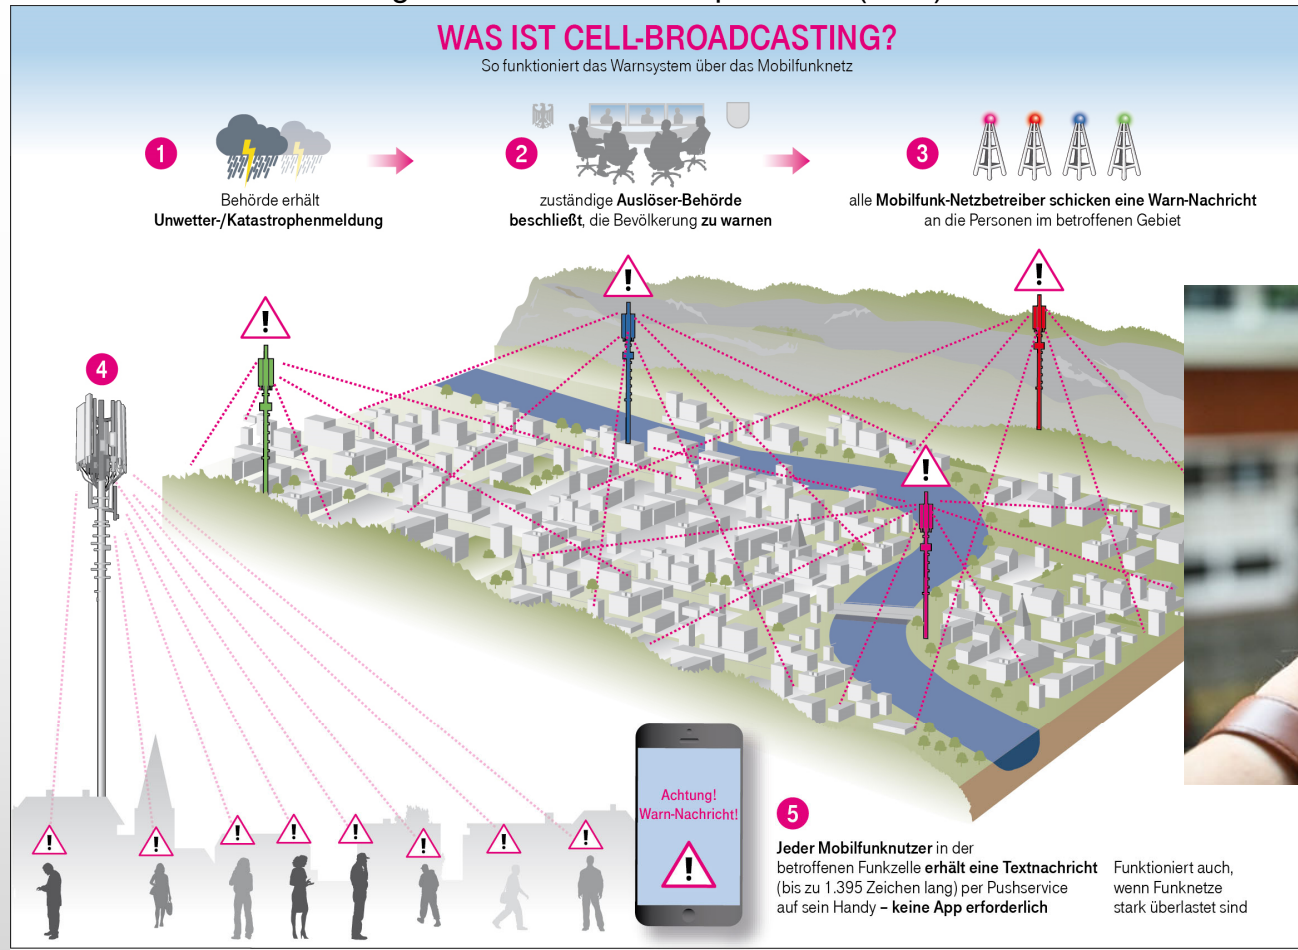 WAS IST CELL-BROADCASTING?
So funktioniert das Warnsystem über das Mobilfunknetz
1
Behörde erhält
Unwetter-/Katastrophenmeldung
2
zuständige Auslöser-Behörde
beschließt, die Bevölkerung zu warnen
3
alle Mobilfunk-Netzbetreiber schicken eine Warn-Nachricht
an die Personen im betroffenen Gebiet
!
!
!
!
4
!
!
!
!
!
!
!
!
Achtung!
Warn-Nachricht!
!
5
Jeder Mobilfunknutzer in der
betroffenen Funkzelle erhält eine Textnachricht
(bis zu 1.395 Zeichen lang) per Pushservice
auf sein Handy – keine App erforderlich
Funktioniert auch,
wenn Funknetze
stark überlastet sind